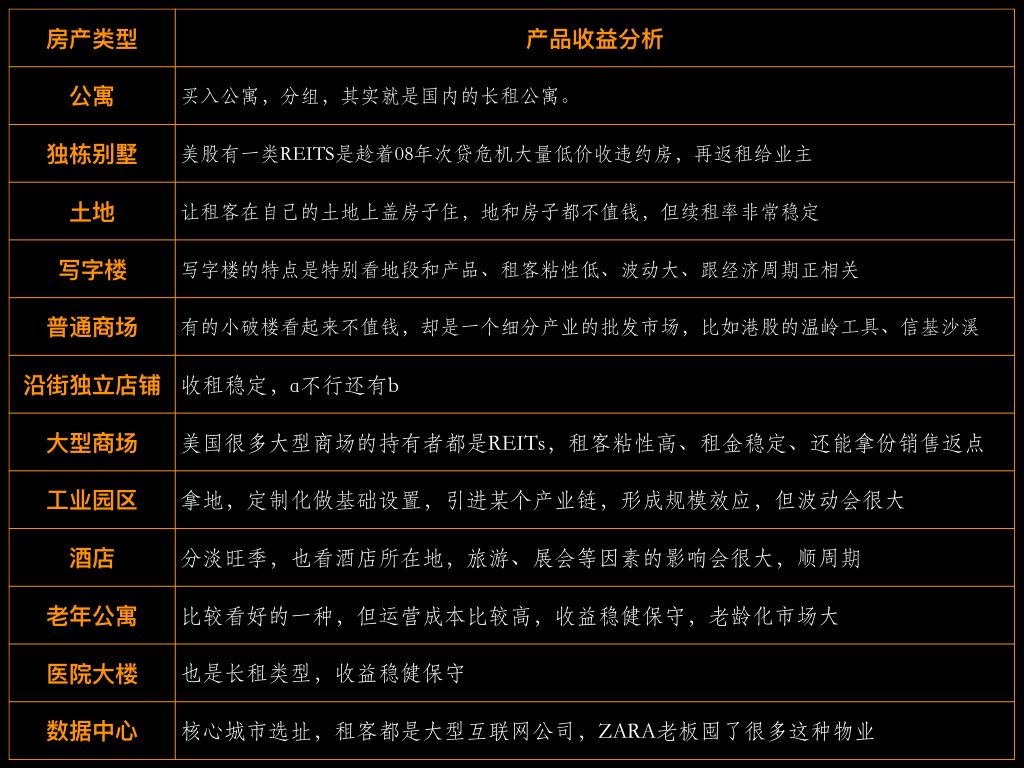 房产类型 产品收益分析
公寓 买入公寓，分组，其实就是国内的长租公寓。
独栋别墅 美股有一类REITS是趁着08年次贷危机大量低价收违约房，再返租给业主
土地 让租客在自己的土地上盖房子住，地和房子都不值钱，但续租率非常稳定
写字楼 写字楼的特点是特别看地段和产品、租客粘性低、波动大、跟经济周期正相关
普通商场 有的小破楼看起来不值钱，却是一个细分产业的批发市场，比如港股的温岭工具、信基沙溪
沿街独立店铺 收租稳定，a不行还有b
大型商场 美国很多大型商场的持有者都是REITs，租客粘性高、租金稳定、还能拿份销售返点
工业园区 拿地，定制化做基础设置，引进某个产业链，形成规模效应，但波动会很大
酒店 分淡旺季，也看酒店所在地，旅游、展会等因素的影响会很大，顺周期
老年公寓 比较看好的一种，但运营成本比较高，收益稳健保守，老龄化市场大
医院大楼 也是长租类型，收益稳健保守
数据中心 核心城市选址，租客都是大型互联网公司，ZARA老板囤了很多这种物业